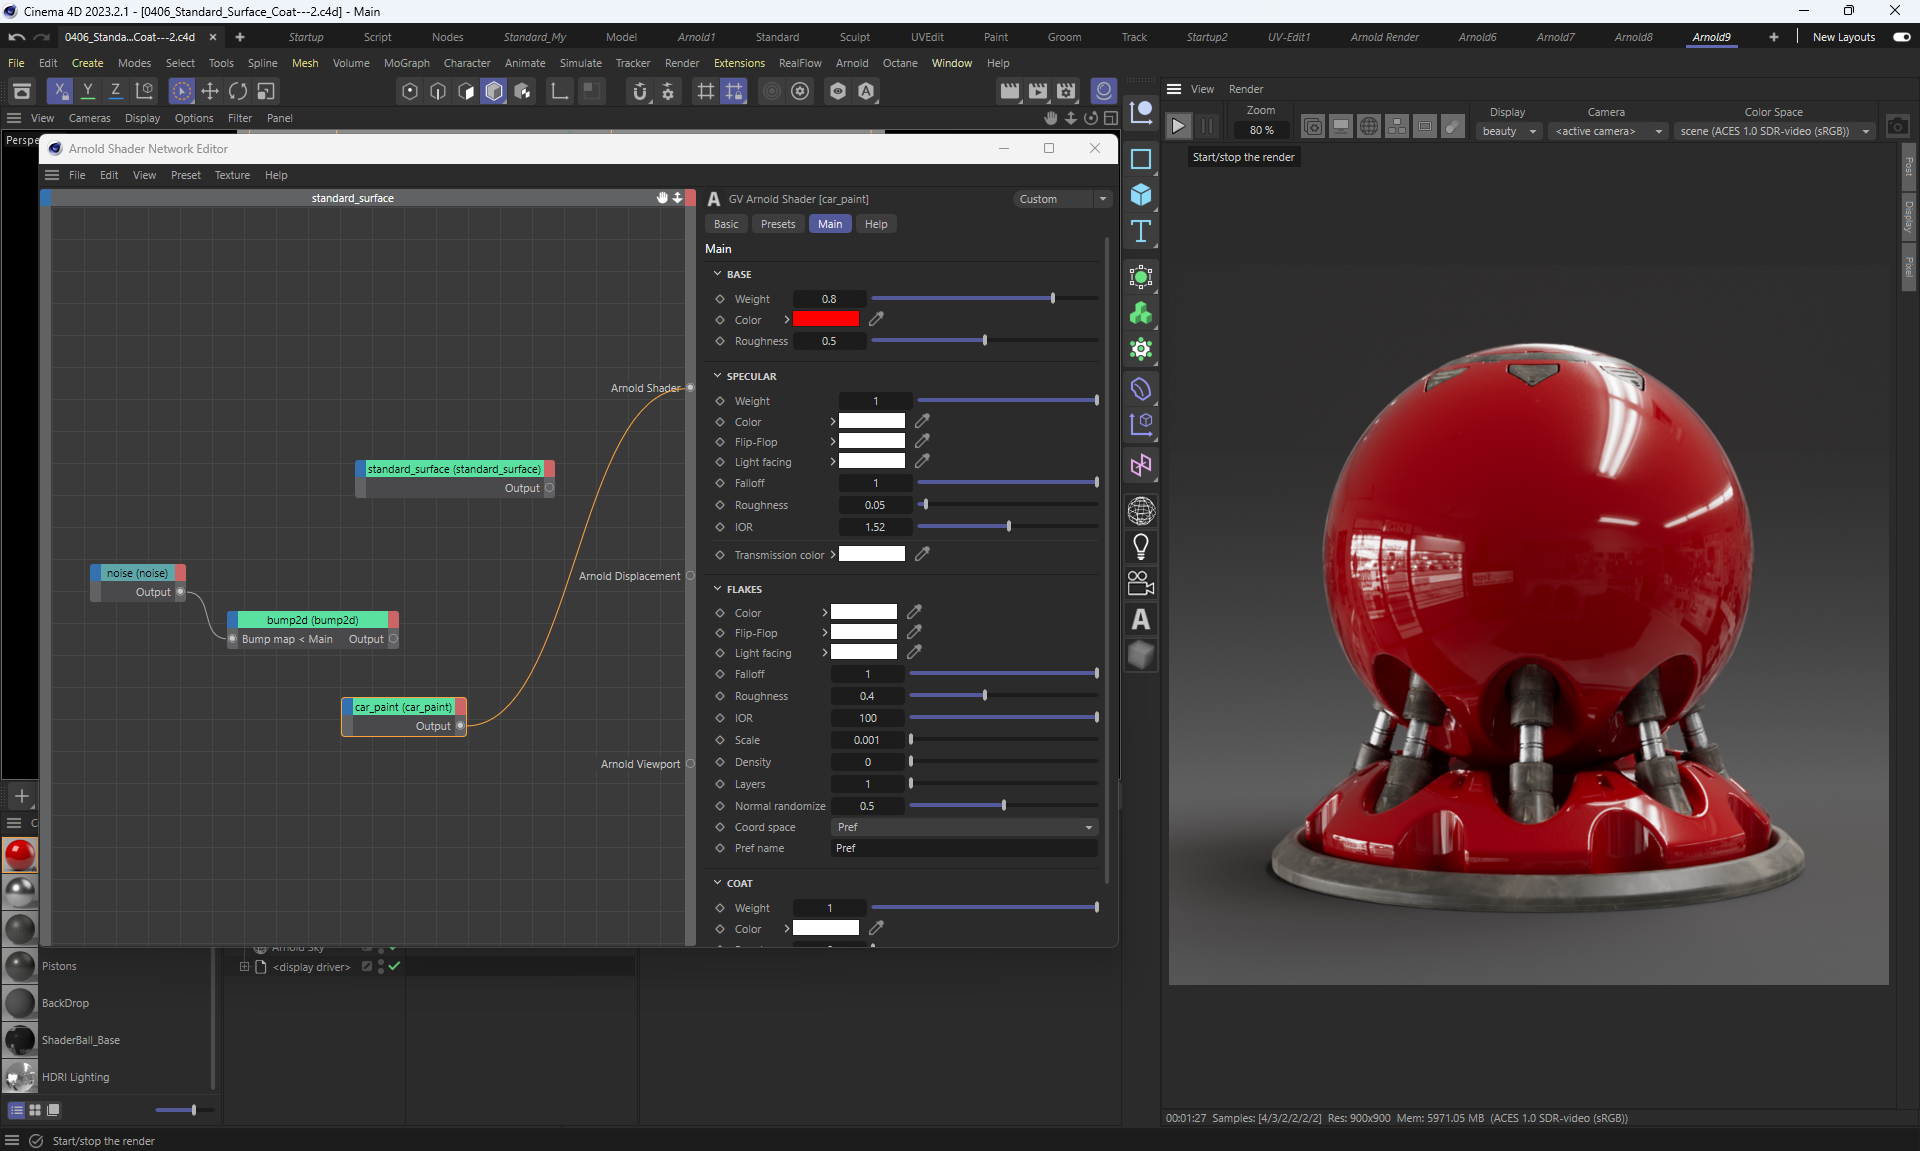 Cinema 4D 2023.2.1 - [0406_Standard_Surface_Coat---2.c4d] - Main
0406_Standa...Coat---2.c4d Startup Script Nodes Standard_My Model Arnold1 Standard Sculpt UVEdit Paint Groom Track Startup2 UV-Edit1 Arnold Render Arnold6 Arnold7 Arnold8 Arnold9 New Layouts
File Edit Create Modes Select Tools Spline Mesh Volume MoGraph Character Animate Simulate Tracker Render Extensions RealFlow Arnold Octane Window Help
X Y Z
View Render
View Cameras Display Options Filter Panel
Zoom Display Camera Color Space
80 % beauty <active camera> scene (ACES 1.0 SDR-video (sRGB))
Start/stop the render
Perspe
Post
Display
Pixel
Arnold Shader Network Editor
File Edit View Preset Texture Help
standard_surface
Arnold Shader
standard_surface (standard_surface)
Output
noise (noise)
Output
Arnold Displacement
bump2d (bump2d)
Bump map < Main Output
car_paint (car_paint)
Output
Arnold Viewport
GV Arnold Shader [car_paint] Custom
Basic Presets Main Help
Main
BASE
Weight 0.8
Color
Roughness 0.5
SPECULAR
Weight 1
Color
Flip-Flop
Light facing
Falloff 1
Roughness 0.05
IOR 1.52
Transmission color
FLAKES
Color
Flip-Flop
Light facing
Falloff 1
Roughness 0.4
IOR 100
Scale 0.001
Density 0
Layers 1
Normal randomize 0.5
Coord space Pref
Pref name Pref
COAT
Weight 1
Color
Arnold Sky
<display driver>
Pistons
BackDrop
ShaderBall_Base
HDRI Lighting
00:01:27 Samples: [4/3/2/2/2/2] Res: 900x900 Mem: 5971.05 MB (ACES 1.0 SDR-video (sRGB))
Start/stop the render